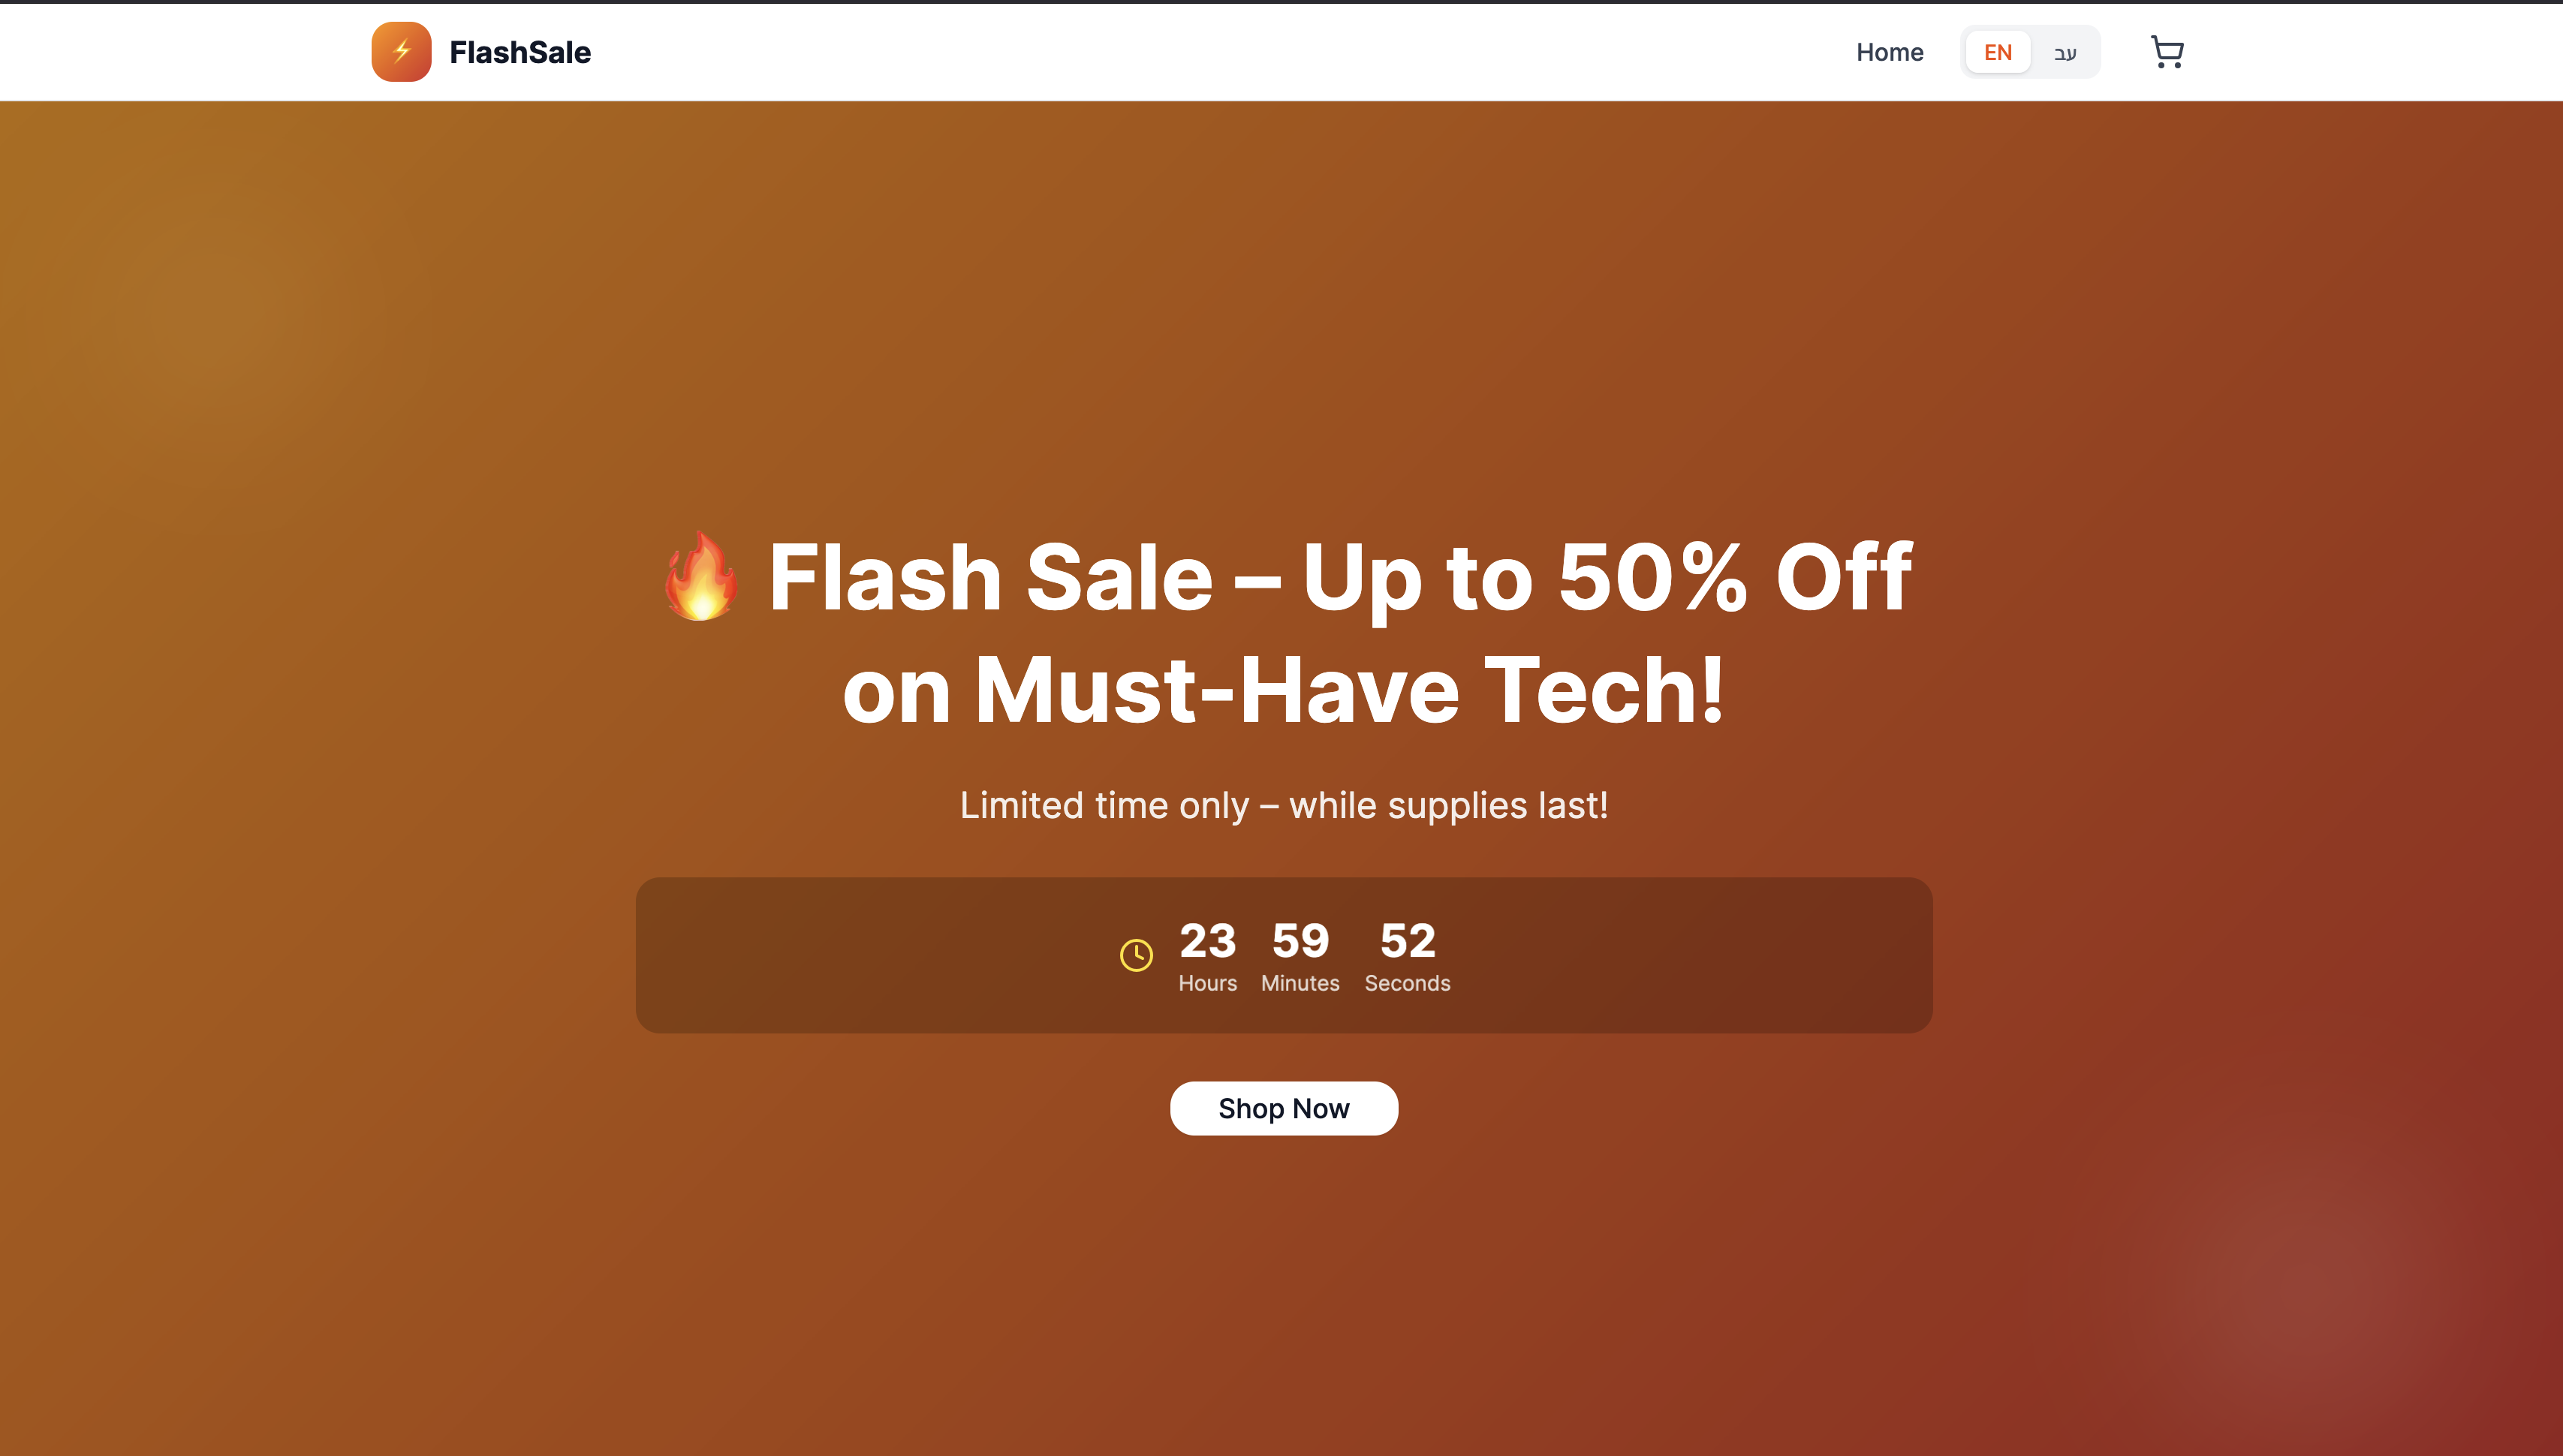 ⚡ FlashSale
Home EN עב
🔥 Flash Sale – Up to 50% Off
on Must-Have Tech!
Limited time only – while supplies last!
23 59 52
Hours Minutes Seconds
Shop Now